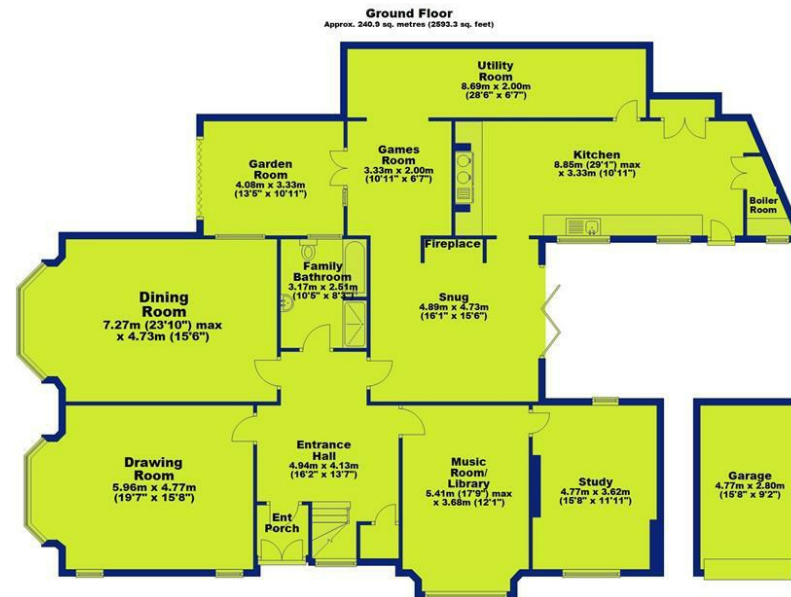 Ground Floor
Approx. 240.9 sq. metres (2593.3 sq. feet)
Utility
Room
8.69m x 2.00m
(28'6" x 6'7")
Garden
Room
4.08m x 3.33m
(13'5" x 10'11")
Games
Room
3.33m x 2.00m
(10'11" x 6'7")
Kitchen
8.85m (29'1") max
x 3.33m (10'11")
Boiler
Room
Fireplace
Family
Bathroom
3.17m x 2.51m
(10'5" x 8'3")
Dining
Room
7.27m (23'10") max
x 4.73m (15'6")
Snug
4.89m x 4.73m
(16'1" x 15'6")
Drawing
Room
5.96m x 4.77m
(19'7" x 15'8")
Entrance
Hall
4.94m x 4.13m
(16'2" x 13'7")
Ent
Porch
Music
Room/
Library
5.41m (17'9") max
x 3.68m (12'1")
Study
4.77m x 3.62m
(15'8" x 11'11")
Garage
4.77m x 2.80m
(15'8" x 9'2")